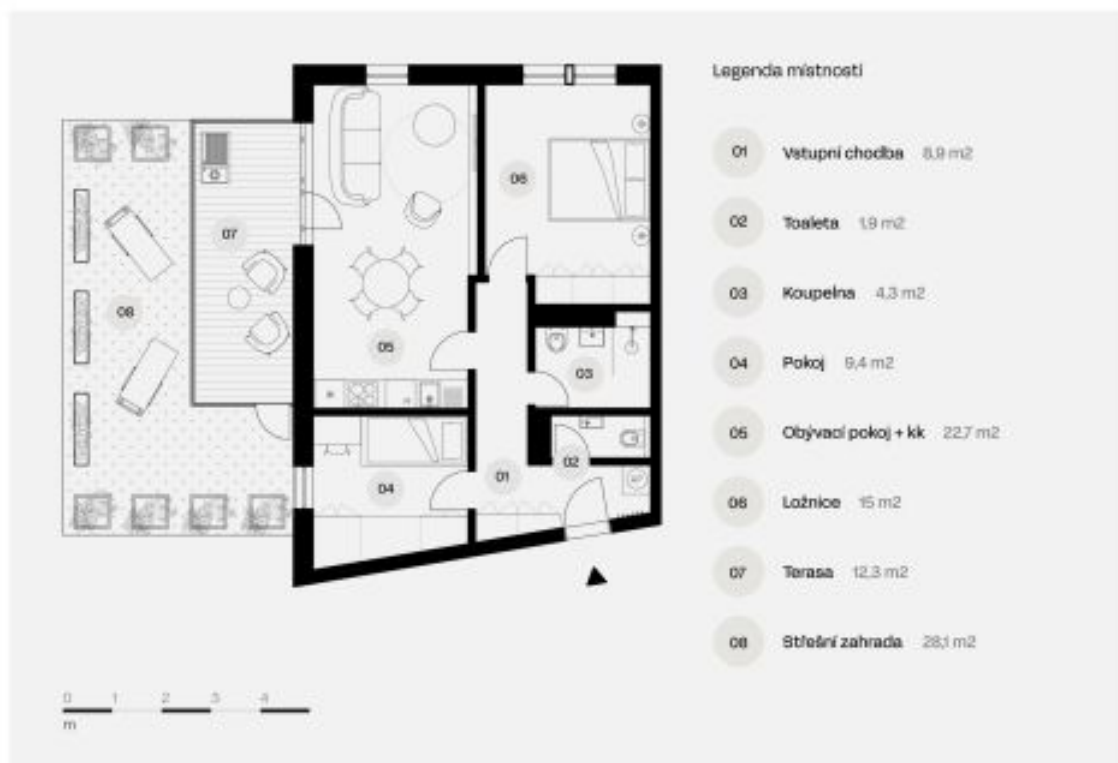 Legenda místností
01 Vstupní chodba 8,9 m2
02 Toaleta 1,9 m2
03 Koupelna 4,3 m2
04 Pokoj 9,4 m2
05 Obývací pokoj + kk 22,7 m2
06 Ložnice 15 m2
07 Terasa 12,3 m2
08 Střešní zahrada 28,1 m2
06
07
08
05
03
02
01
04
0 1 2 3 4
m